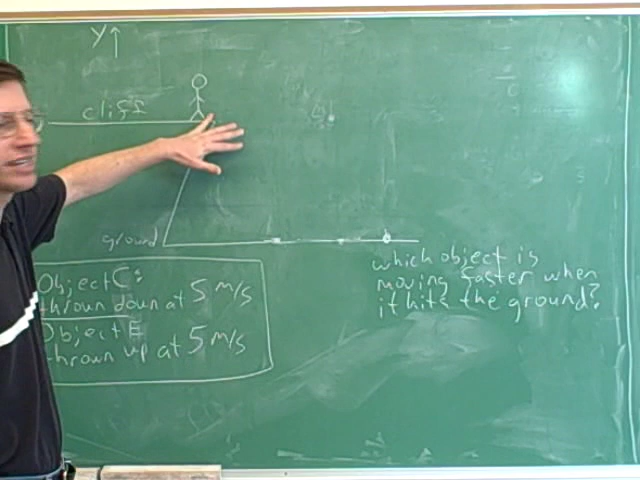 Y↑
cliff
ground
Object C:
thrown down at 5 m/s
Object E
thrown up at 5 m/s
which object is
moving faster when
it hits the ground?